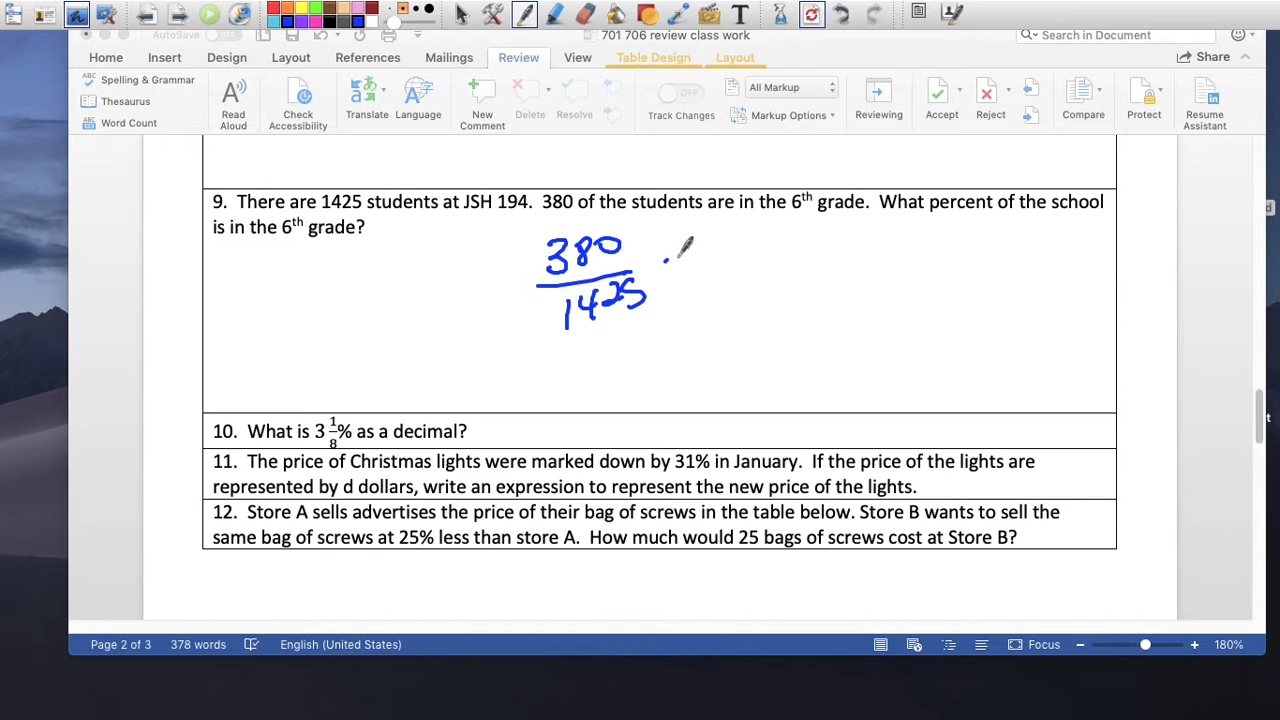 AutoSave OFF
701 706 review class work
Search in Document
Home Insert Design Layout References Mailings Review View Table Design Layout
Share
ABC Spelling & Grammar
Thesaurus
ABC 123 Word Count
Read Aloud
Check Accessibility
Translate
Language
New Comment
Delete
Resolve
OFF
Track Changes
All Markup
Markup Options
Reviewing
Accept
Reject
Compare
Protect
Resume Assistant
9. There are 1425 students at JSH 194. 380 of the students are in the 6th grade. What percent of the school
is in the 6th grade?
380
1425
.
10. What is 3 1/8% as a decimal?
11. The price of Christmas lights were marked down by 31% in January. If the price of the lights are
represented by d dollars, write an expression to represent the new price of the lights.
12. Store A sells advertises the price of their bag of screws in the table below. Store B wants to sell the
same bag of screws at 25% less than store A. How much would 25 bags of screws cost at Store B?
t
Page 2 of 3 378 words English (United States) Focus 180%